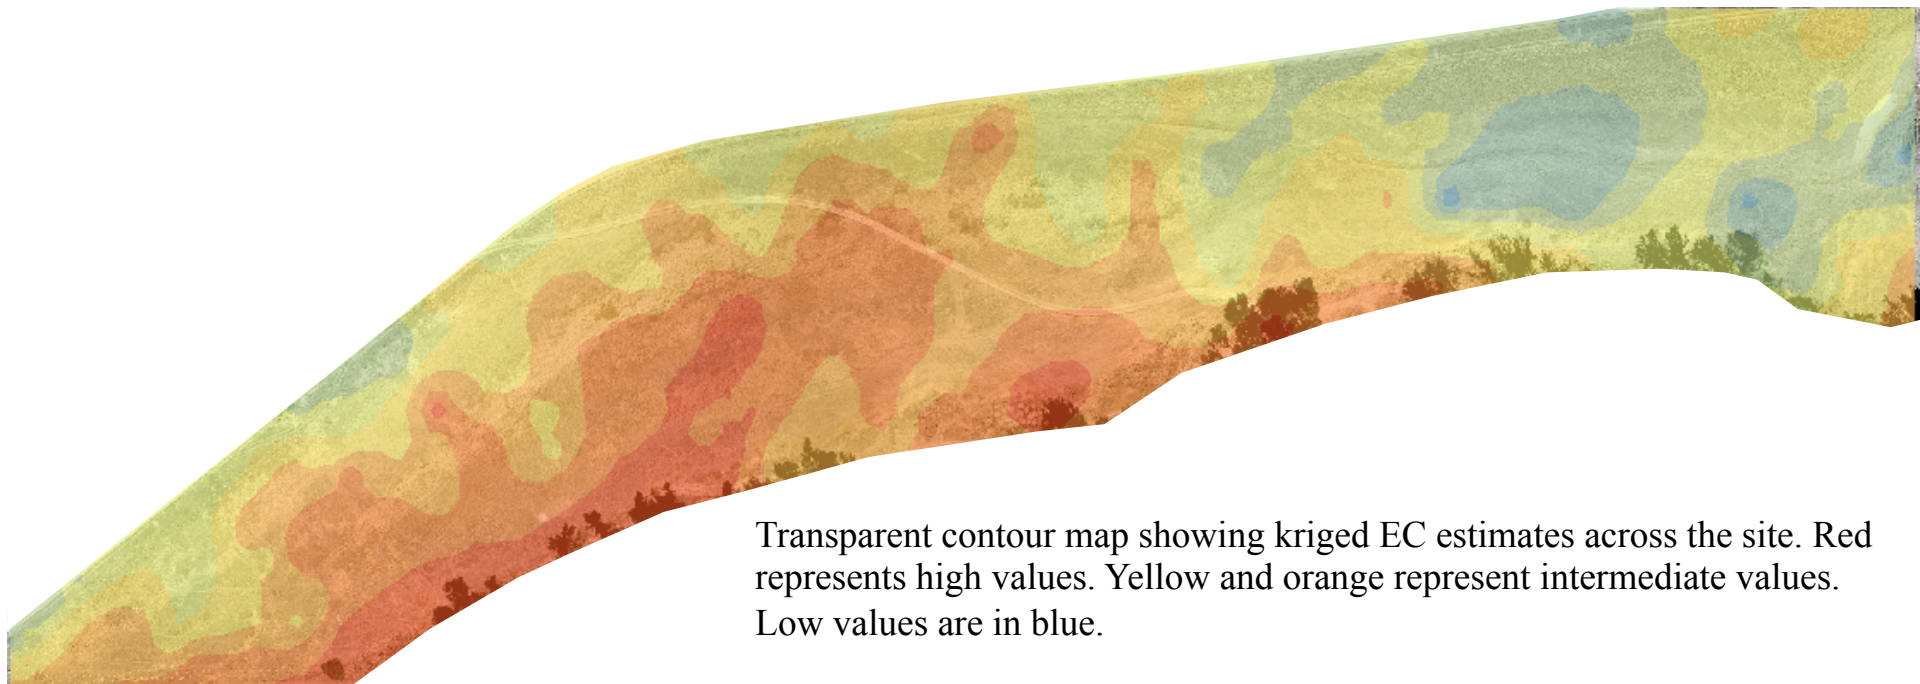 Transparent contour map showing kriged EC estimates across the site. Red
represents high values. Yellow and orange represent intermediate values.
Low values are in blue.